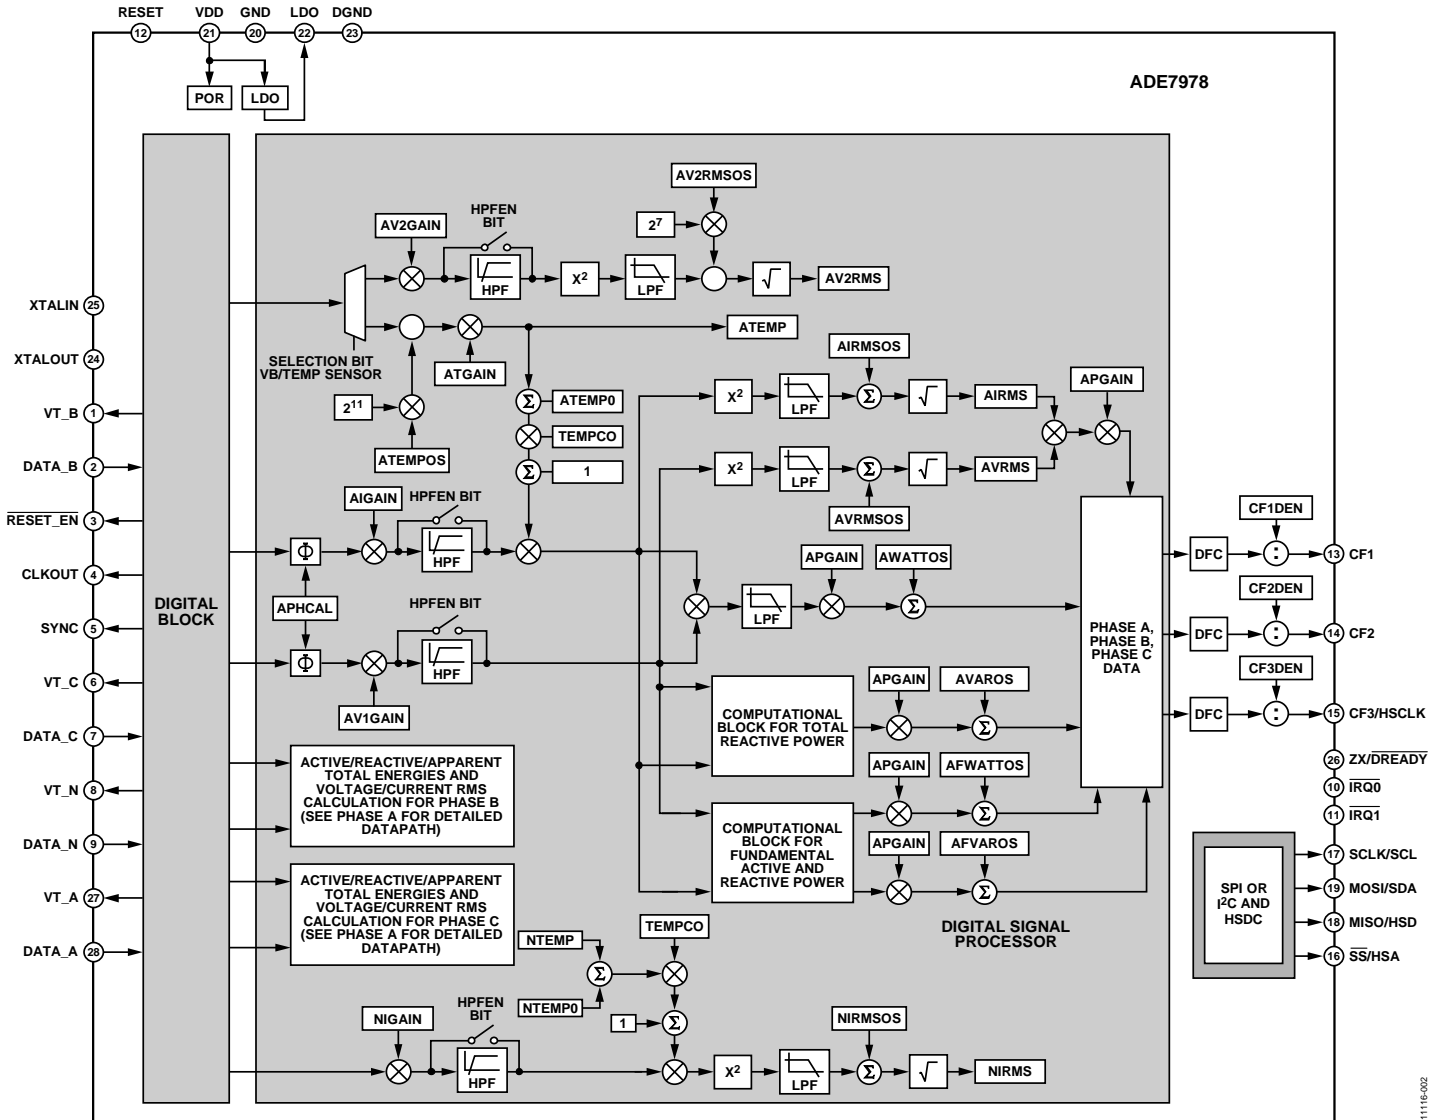 RESET VDD GND LDO DGND
12 21 20 22 23
POR LDO
ADE7978
AV2RMSOS
HPFEN
BIT
AV2GAIN
2⁷
HPF
X²
LPF
√
AV2RMS
XTALIN 25
XTALOUT 24
VT_B 1
DATA_B 2
RESET_EN 3
CLKOUT 4
SYNC 5
VT_C 6
DATA_C 7
VT_N 8
DATA_N 9
VT_A 27
DATA_A 28
DIGITAL
BLOCK
SELECTION BIT
VB/TEMP SENSOR
ATGAIN
ATEMP
2¹¹
ATEMPOS
Σ ATEMP0
TEMPCO
Σ 1
AIRMSOS
X²
LPF
Σ
√
AIRMS
APGAIN
X²
LPF
Σ
√
AVRMS
AVRMSOS
AIGAIN
HPFEN BIT
Φ
HPF
APHCAL
HPFEN BIT
Φ
HPF
AV1GAIN
APGAIN AWATTOS
LPF
Σ
COMPUTATIONAL
BLOCK FOR TOTAL
REACTIVE POWER
APGAIN AVAROS
Σ
COMPUTATIONAL
BLOCK FOR
FUNDAMENTAL
ACTIVE AND
REACTIVE POWER
APGAIN AFWATTOS
Σ
APGAIN AFVAROS
Σ
PHASE A,
PHASE B,
PHASE C
DATA
CF1DEN
DFC : 13 CF1
CF2DEN
DFC : 14 CF2
CF3DEN
DFC : 15 CF3/HSCLK
26 ZX/DREADY
10 IRQ0
11 IRQ1
SPI OR
I²C AND
HSDC
17 SCLK/SCL
19 MOSI/SDA
18 MISO/HSD
16 SS/HSA
ACTIVE/REACTIVE/APPARENT
TOTAL ENERGIES AND
VOLTAGE/CURRENT RMS
CALCULATION FOR PHASE B
(SEE PHASE A FOR DETAILED
DATAPATH)
ACTIVE/REACTIVE/APPARENT
TOTAL ENERGIES AND
VOLTAGE/CURRENT RMS
CALCULATION FOR PHASE C
(SEE PHASE A FOR DETAILED
DATAPATH)
DIGITAL SIGNAL
PROCESSOR
TEMPCO
NTEMP
Σ
NTEMP0
1 Σ
NIGAIN
HPFEN
BIT
HPF
X²
LPF
NIRMSOS
Σ
√
NIRMS
11116-002